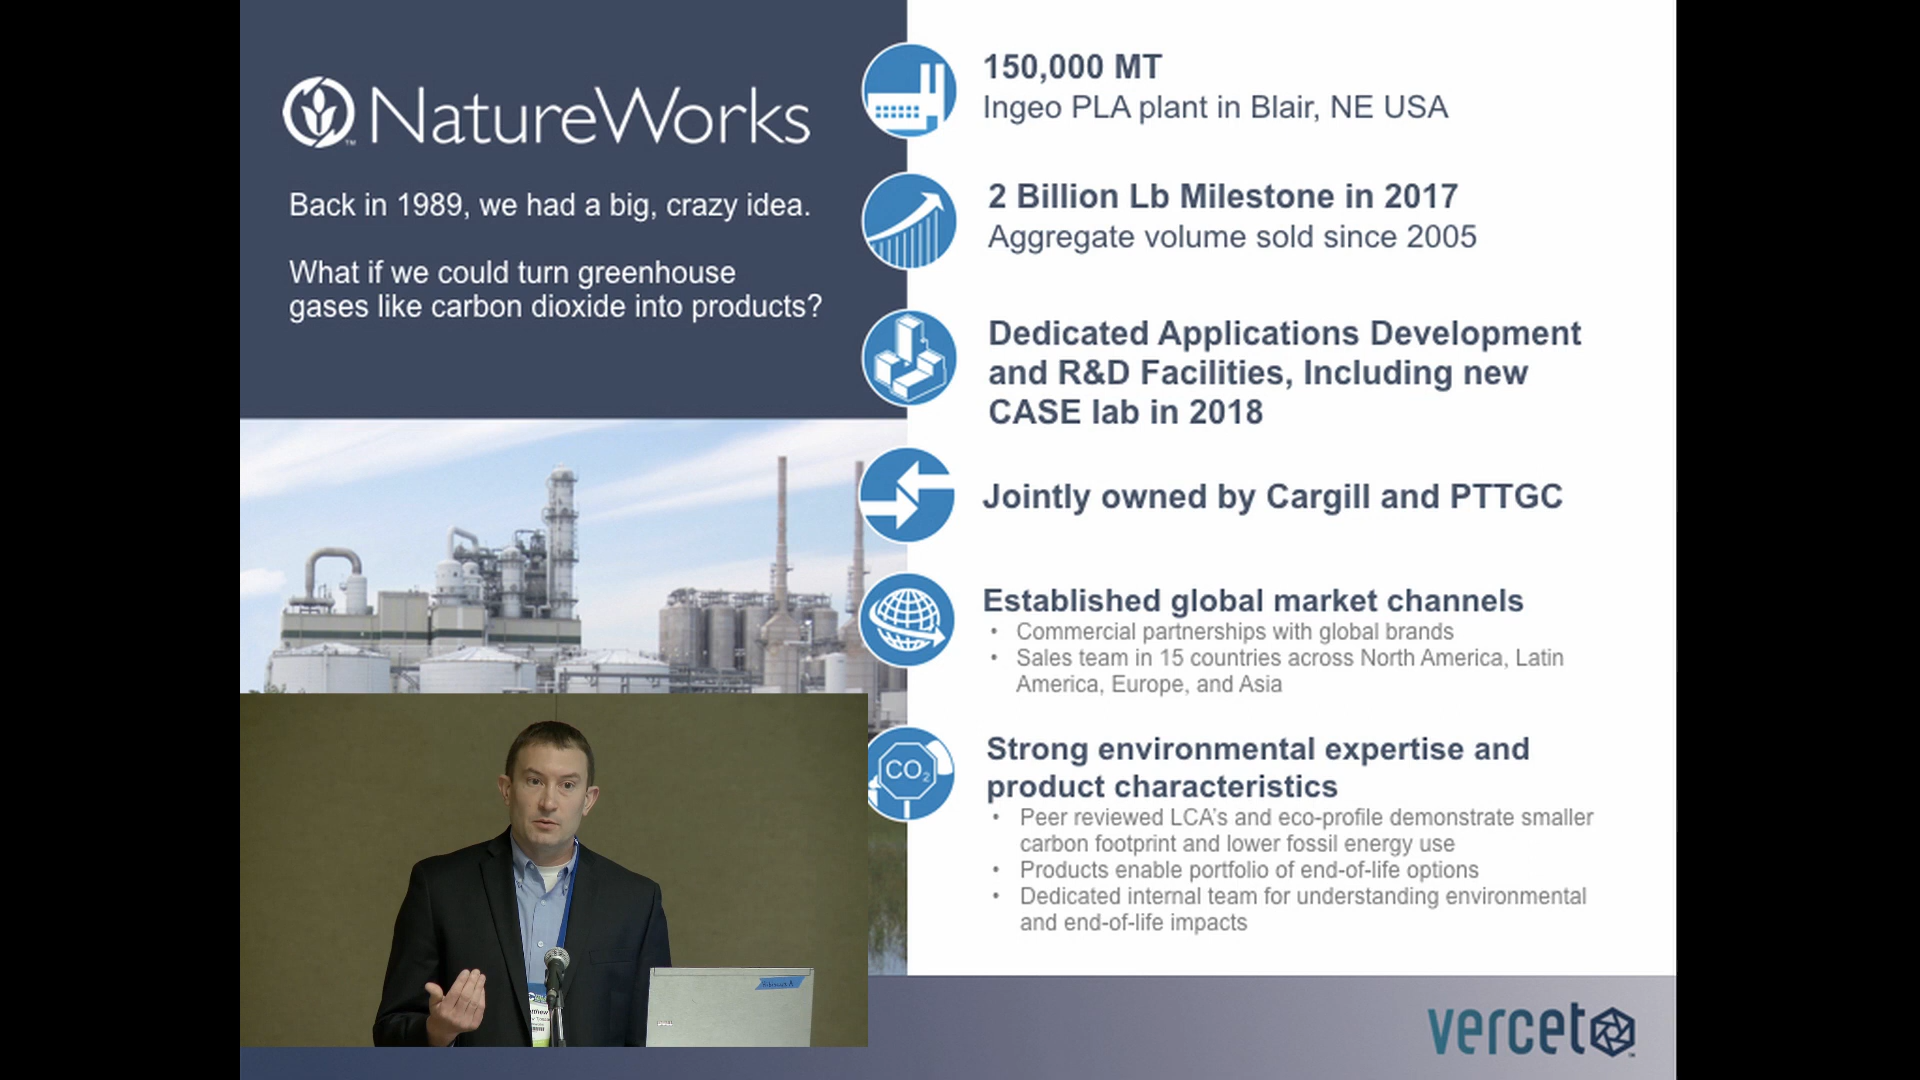 NatureWorks
Back in 1989, we had a big, crazy idea.
What if we could turn greenhouse
gases like carbon dioxide into products?
150,000 MT
Ingeo PLA plant in Blair, NE USA
2 Billion Lb Milestone in 2017
Aggregate volume sold since 2005
Dedicated Applications Development
and R&D Facilities, Including new
CASE lab in 2018
Jointly owned by Cargill and PTTGC
Established global market channels
• Commercial partnerships with global brands
• Sales team in 15 countries across North America, Latin
America, Europe, and Asia
CO2
Strong environmental expertise and
product characteristics
• Peer reviewed LCA's and eco-profile demonstrate smaller
carbon footprint and lower fossil energy use
• Products enable portfolio of end-of-life options
• Dedicated internal team for understanding environmental
and end-of-life impacts
vercet